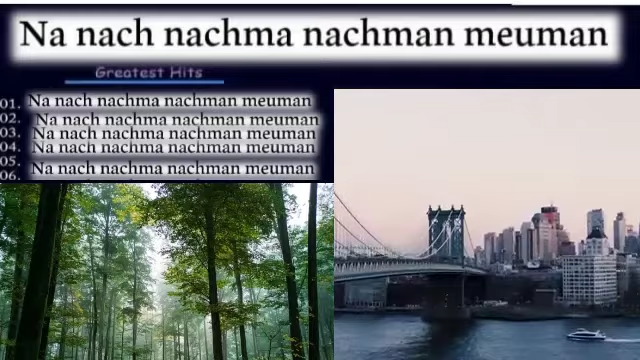 Na nach nachma nachman meuman
Greatest Hits
01. Na nach nachma nachman meuman
02. Na nach nachma nachman meuman
03. Na nach nachma nachman meuman
04. Na nach nachma nachman meuman
05. Na nach nachma nachman meuman
06.